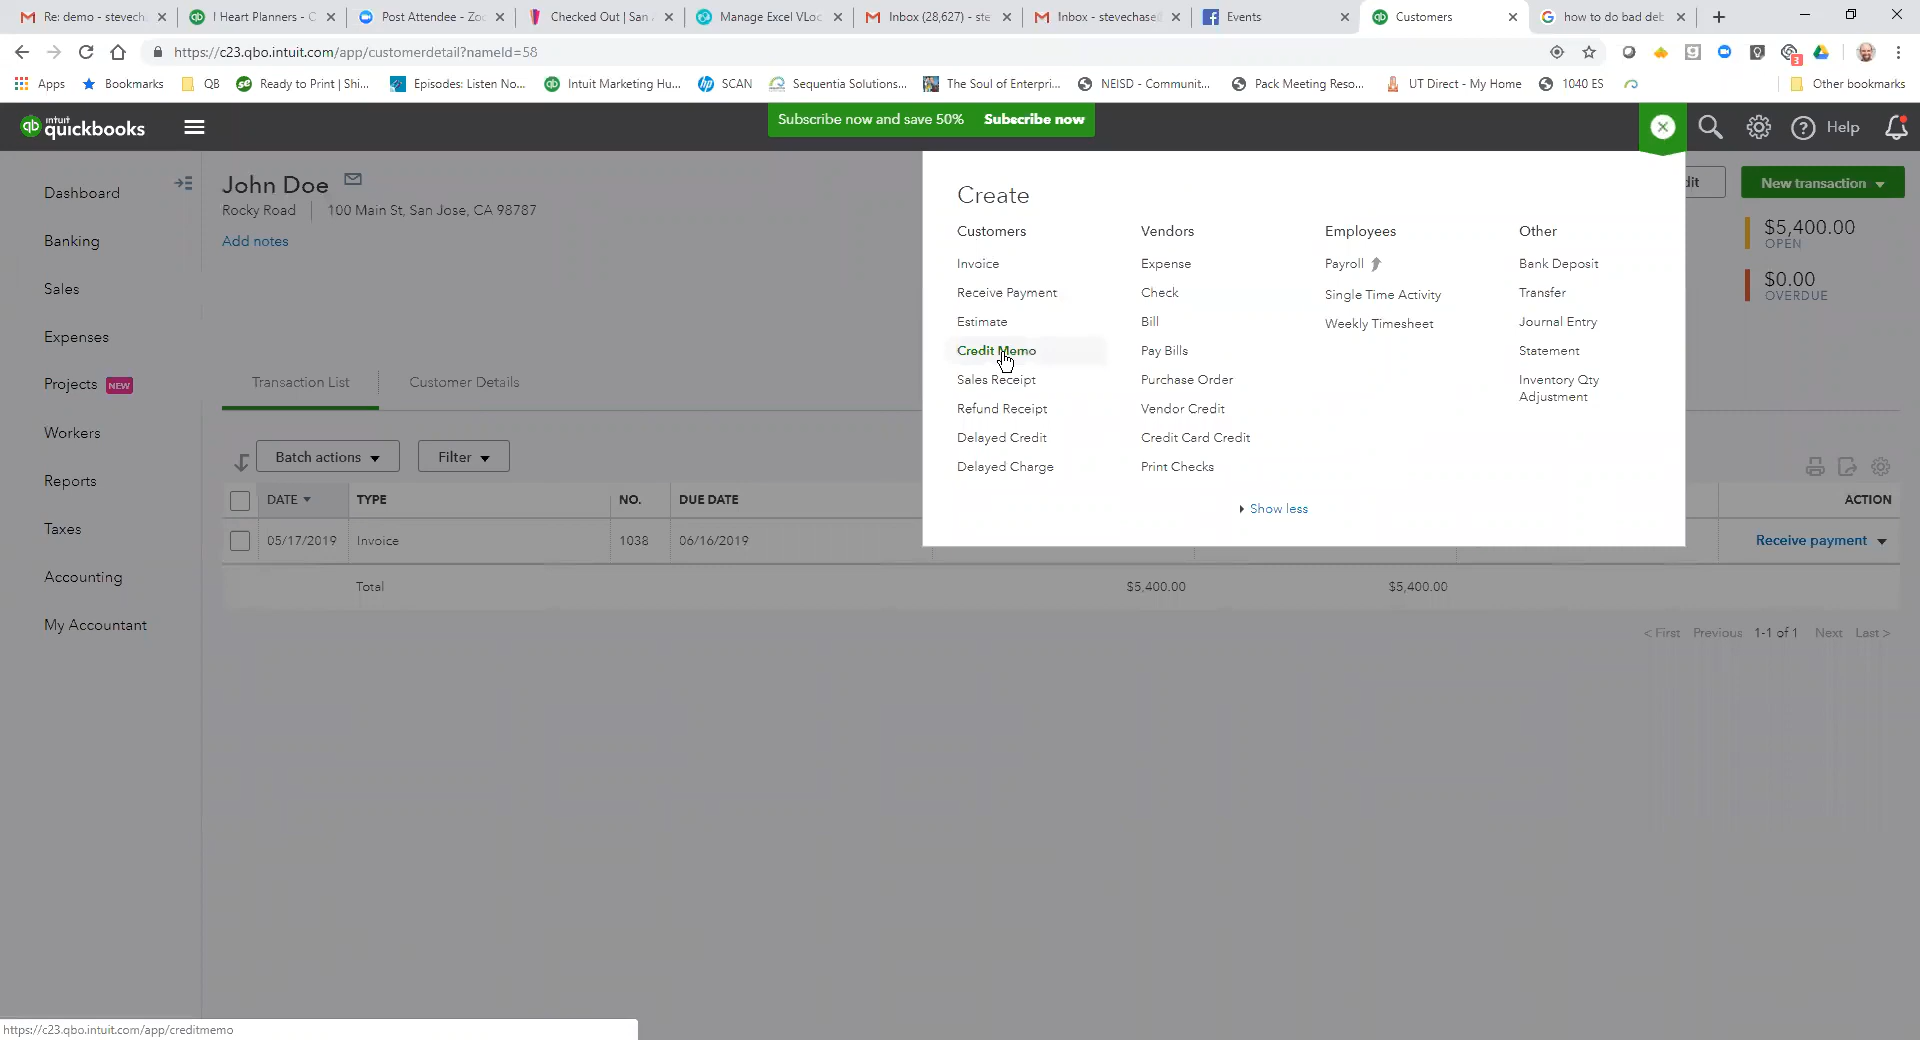 Re: demo - stevech
I Heart Planners - C
Post Attendee - Zoo
Checked Out | San A
Manage Excel VLoo
Inbox (28,627) - ste
Inbox - stevechase
Events
Customers
how to do bad deb
https://c23.qbo.intuit.com/app/customerdetail?nameId=58
3
Apps
Bookmarks
QB
Ready to Print | Shi...
Episodes: Listen No...
Intuit Marketing Hu...
SCAN
Sequentia Solutions...
The Soul of Enterpri...
NEISD - Communit...
Pack Meeting Reso...
UT Direct - My Home
1040 ES
Other bookmarks
intuit
quickbooks
Subscribe now and save 50% Subscribe now
Help
Dashboard
Banking
Sales
Expenses
Projects NEW
Workers
Reports
Taxes
Accounting
My Accountant
John Doe
Rocky Road | 100 Main St, San Jose, CA 98787
Add notes
dit
New transaction
$5,400.00
OPEN
$0.00
OVERDUE
Create
Customers
Invoice
Receive Payment
Estimate
Credit Memo
Sales Receipt
Refund Receipt
Delayed Credit
Delayed Charge
Vendors
Expense
Check
Bill
Pay Bills
Purchase Order
Vendor Credit
Credit Card Credit
Print Checks
Employees
Payroll
Single Time Activity
Weekly Timesheet
Other
Bank Deposit
Transfer
Journal Entry
Statement
Inventory Qty
Adjustment
Show less
Transaction List
Customer Details
Batch actions
Filter
DATE TYPE NO. DUE DATE ACTION
05/17/2019 Invoice 1038 06/16/2019 Receive payment
Total $5,400.00 $5,400.00
< First Previous 1-1 of 1 Next Last >
https://c23.qbo.intuit.com/app/creditmemo